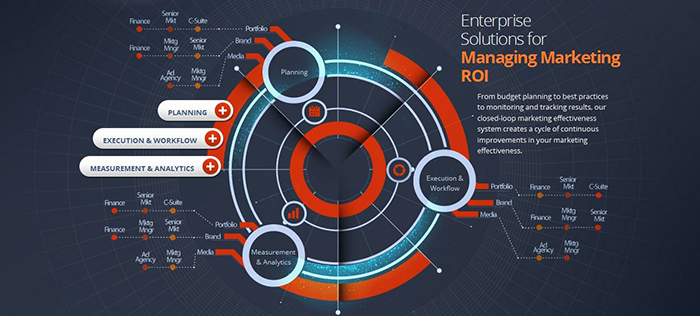 Enterprise
Solutions for
Managing Marketing
ROI
From budget planning to best practices
to monitoring and tracking results, our
closed-loop marketing effectiveness
system creates a cycle of continuous
improvements in your marketing
effectiveness.
Finance Senior Mkt C-Suite Portfolio
Finance Mktg Mngr Senior Mkt Brand
Ad Agency Mktg Mngr Media
Planning
PLANNING +
EXECUTION & WORKFLOW +
MEASUREMENT & ANALYTICS +
Execution &
Workflow
Portfolio Finance Senior Mkt C-Suite
Brand Finance Mktg Mngr Senior Mkt
Media Ad Agency Mktg Mngr
Finance Senior Mkt C-Suite Portfolio
Finance Mktg Mngr Senior Mkt Brand
Ad Agency Mktg Mngr Media
Measurement
& Analytics